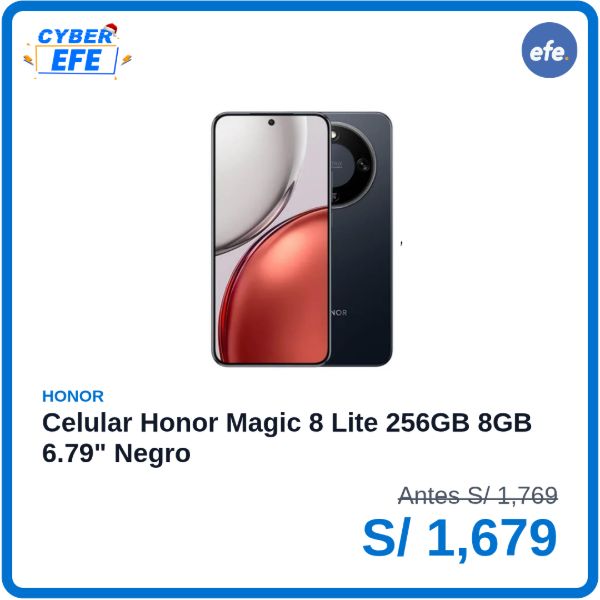 CYBER
EFE
efe.
NOR
,
HONOR
Celular Honor Magic 8 Lite 256GB 8GB
6.79" Negro
Antes S/ 1,769
S/ 1,679